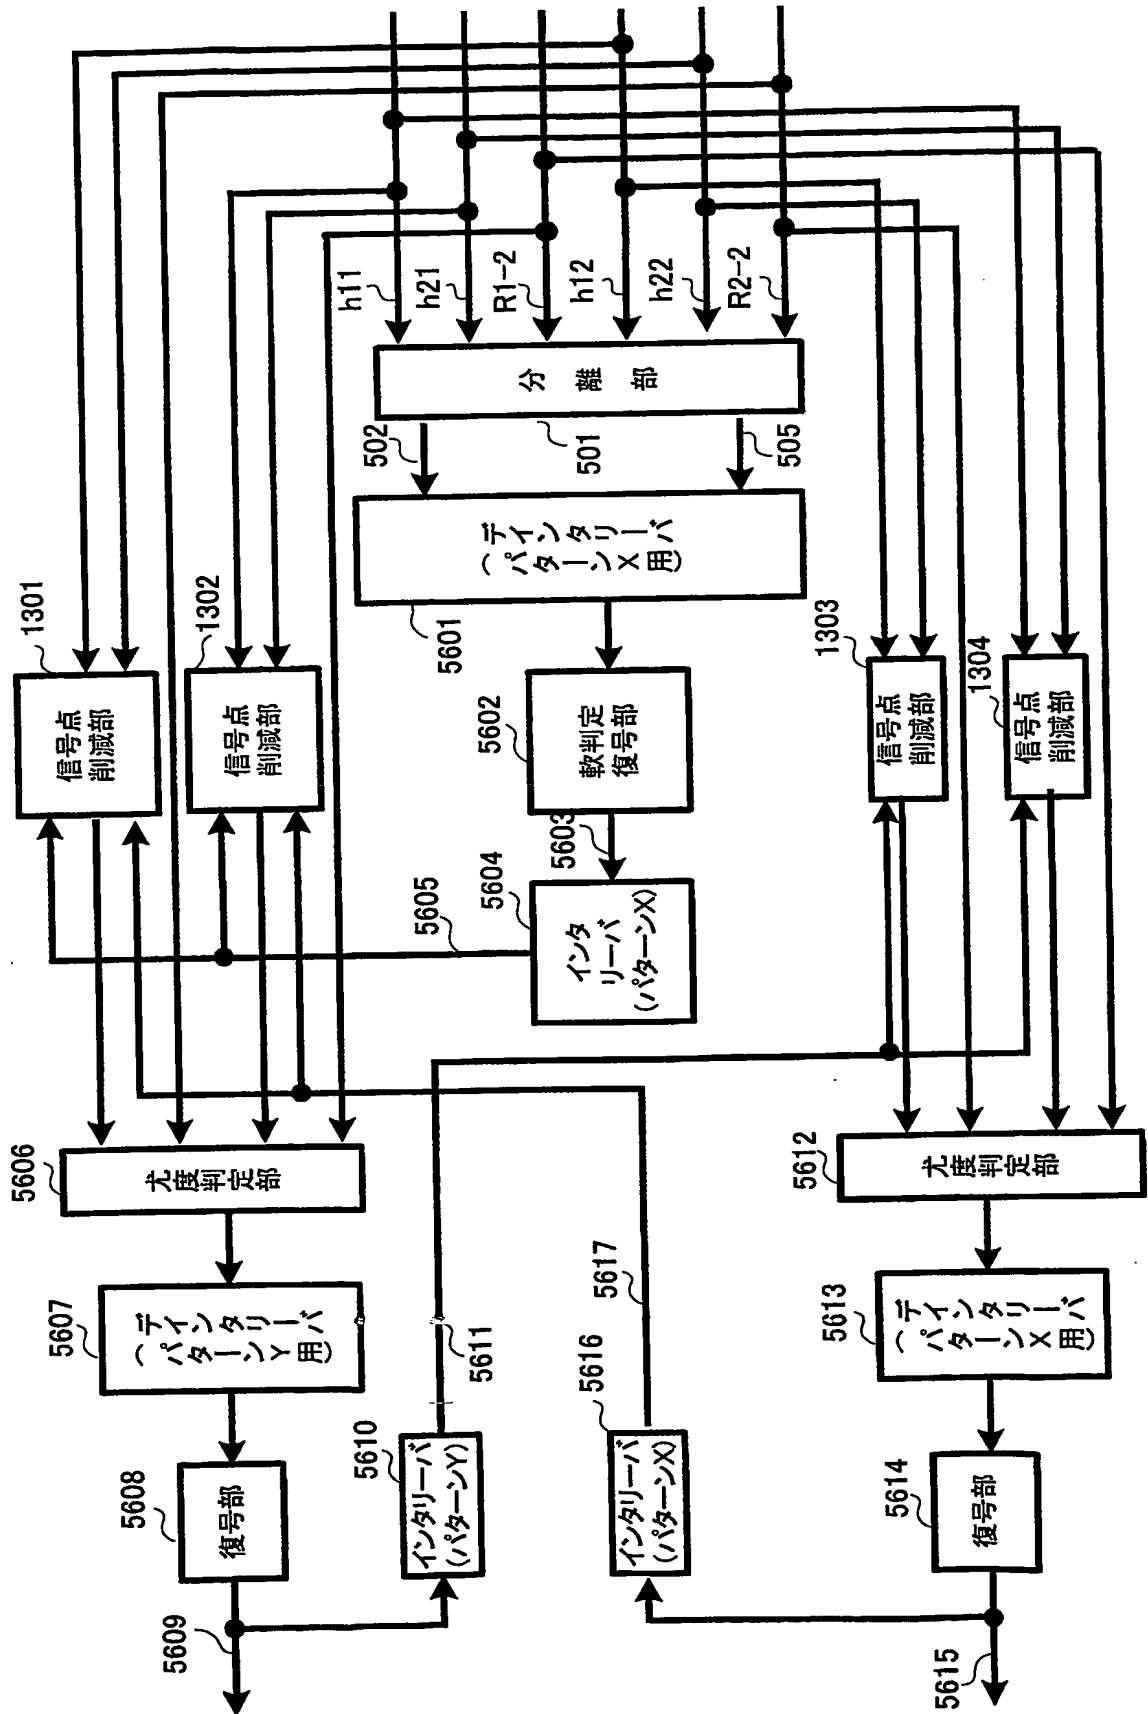 1301
信号点
削減部
1302
信号点
削減部
h11
h21
R1-2
h12
h22
R2-2
分離部
501
502
505
デインタリーバ
(パターンX用)
5601
軟判定
復号部
5602
5603
インタ
リーバ
(パターンX)
5604
5605
1303
信号点
削減部
1304
信号点
削減部
5606
尤度判定部
5607
デインタリーバ
(パターンY用)
5608
復号部
5609
5610
インタリーバ
(パターンY)
5611
5612
尤度判定部
5613
デインタリーバ
(パターンX用)
5614
復号部
5615
5616
インタリーバ
(パターンX)
5617